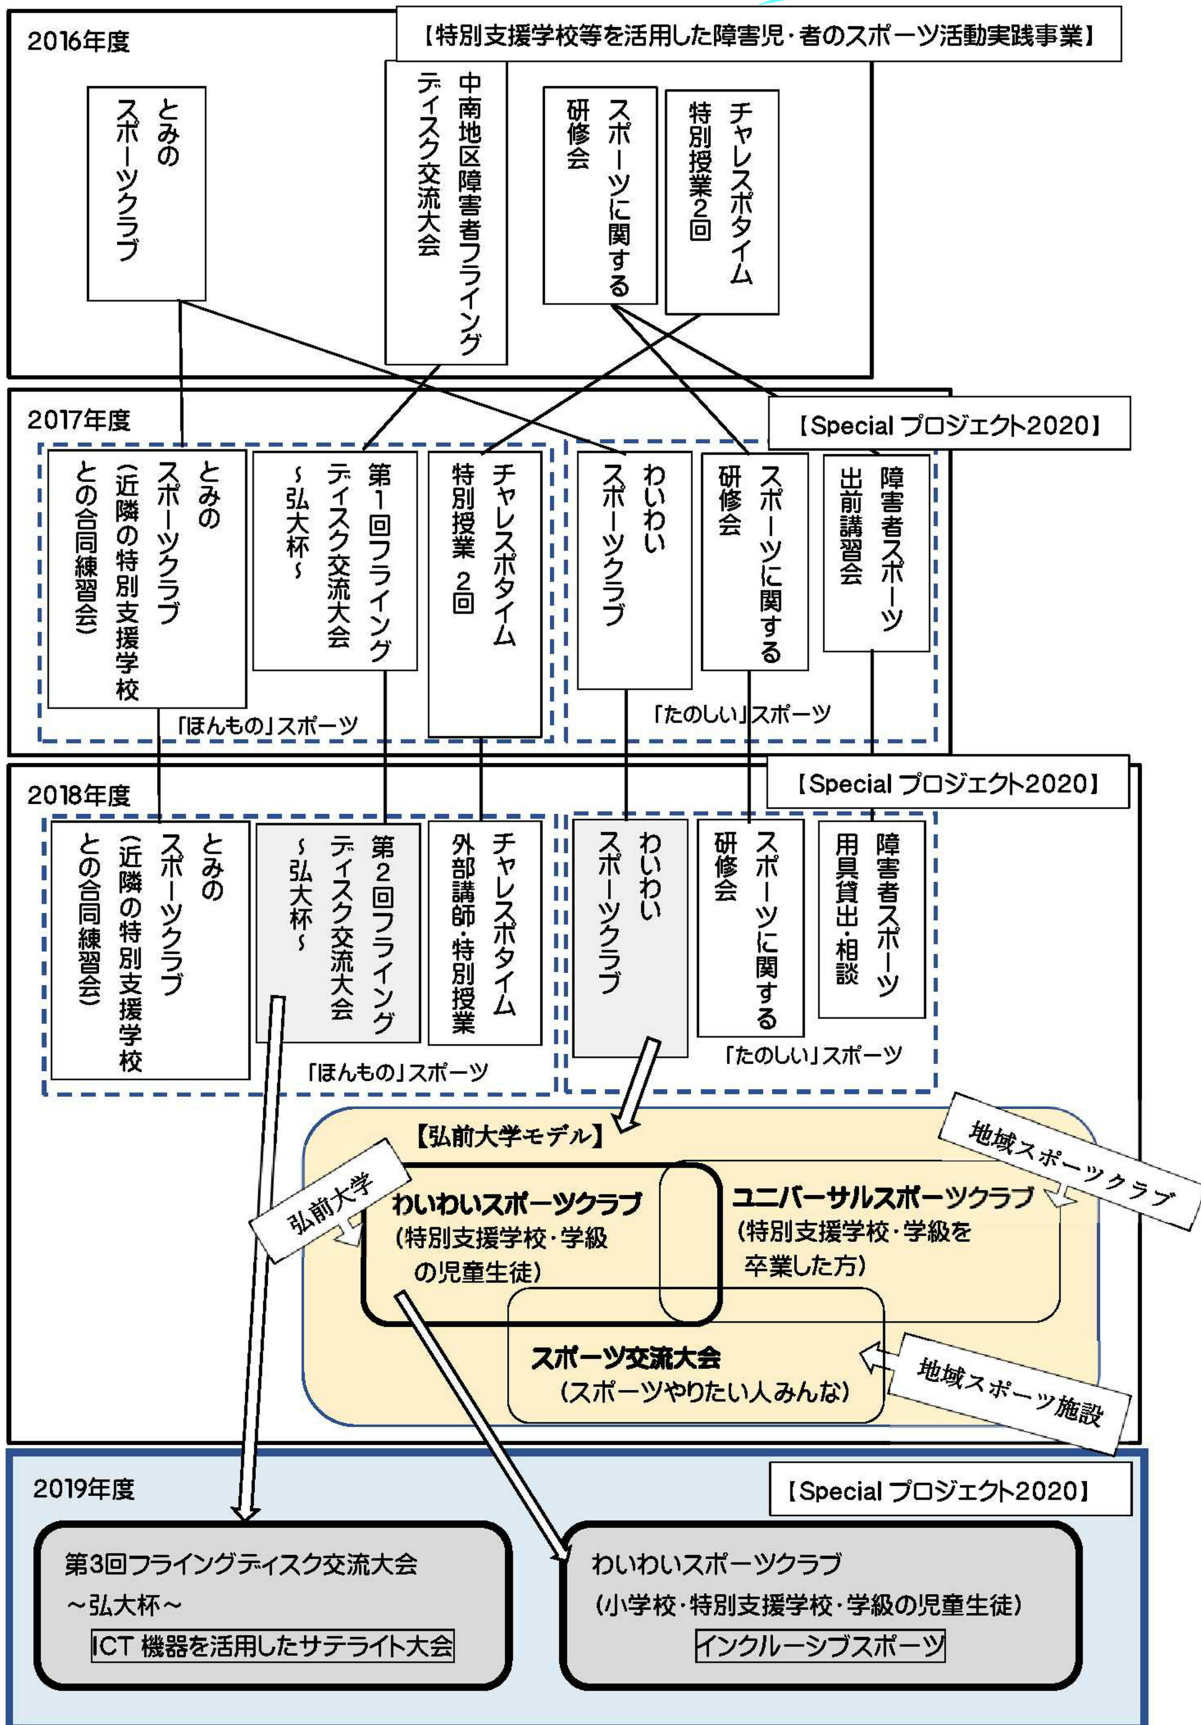 2016年度
【特別支援学校等を活用した障害児・者のスポーツ活動実践事業】
とみの
スポーツクラブ
中南地区障害者フライング
ディスク交流大会
スポーツに関する
研修会
チャレスポタイム
特別授業2回
2017年度
【Special プロジェクト2020】
とみの
スポーツクラブ
(近隣の特別支援学校
との合同練習会)
第1回フライング
ディスク交流大会
~弘大杯~
チャレスポタイム
特別授業 2回
わいわい
スポーツクラブ
スポーツに関する
研修会
障害者スポーツ
出前講習会
「ほんもの」スポーツ
「たのしい」スポーツ
2018年度
【Special プロジェクト2020】
とみの
スポーツクラブ
(近隣の特別支援学校
との合同練習会)
第2回フライング
ディスク交流大会
~弘大杯~
チャレスポタイム
外部講師・特別授業
わいわい
スポーツクラブ
スポーツに関する
研修会
障害者スポーツ
用具貸出・相談
「ほんもの」スポーツ
「たのしい」スポーツ
【弘前大学モデル】
弘前大学
地域スポーツクラブ
わいわいスポーツクラブ
(特別支援学校・学級
の児童生徒)
ユニバーサルスポーツクラブ
(特別支援学校・学級を
卒業した方)
スポーツ交流大会
(スポーツやりたい人みんな)
地域スポーツ施設
2019年度
【Special プロジェクト2020】
第3回フライングディスク交流大会
~弘大杯~
ICT 機器を活用したサテライト大会
わいわいスポーツクラブ
(小学校・特別支援学校・学級の児童生徒)
インクルーシブスポーツ